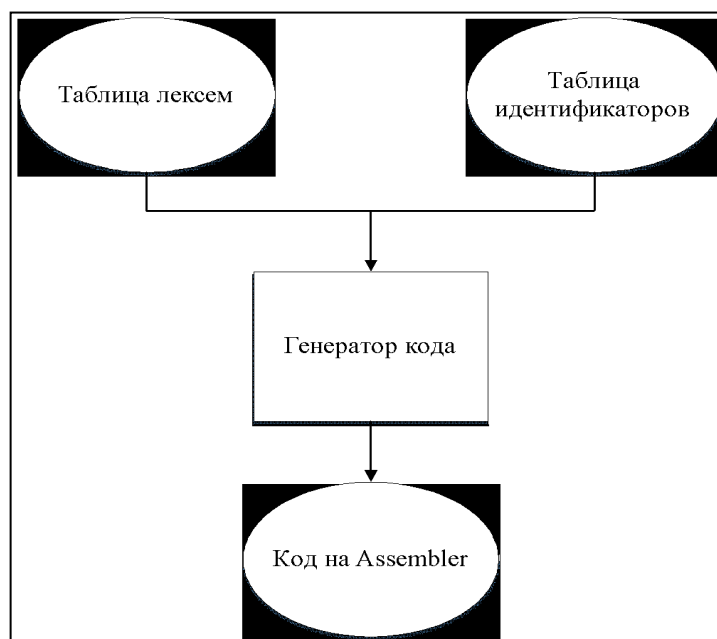 Таблица лексем
Таблица
идентификаторов
Генератор кода
Код на Assembler